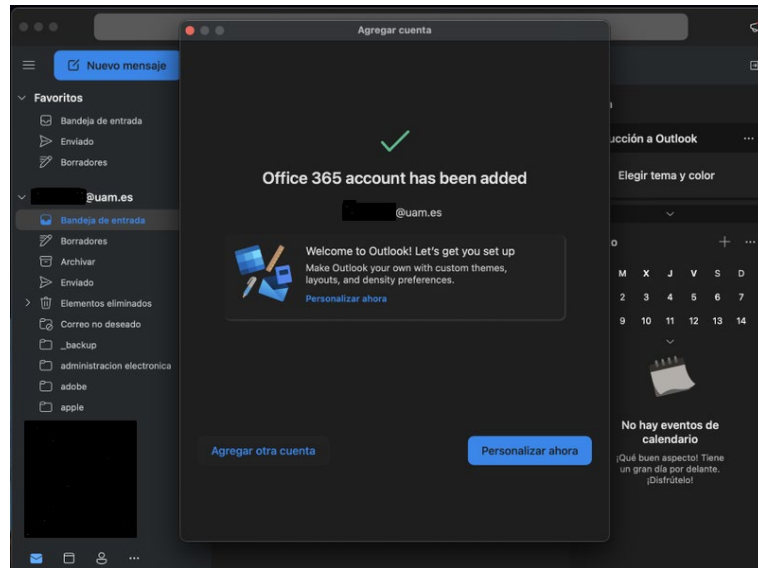 Agregar cuenta
Nuevo mensaje
Favoritos
Bandeja de entrada
Enviado
Borradores
@uam.es
Bandeja de entrada
Borradores
Archivar
Enviado
Elementos eliminados
Correo no deseado
_backup
administracion electronica
adobe
apple
Office 365 account has been added
@uam.es
Welcome to Outlook! Let's get you set up
Make Outlook your own with custom themes,
layouts, and density preferences.
Personalizar ahora
Agregar otra cuenta
Personalizar ahora
ucción a Outlook
Elegir tema y color
o
M X J V S D
2 3 4 5 6 7
9 10 11 12 13 14
No hay eventos de
calendario
¡Qué buen aspecto! Tiene
un gran día por delante.
¡Disfrútelo!